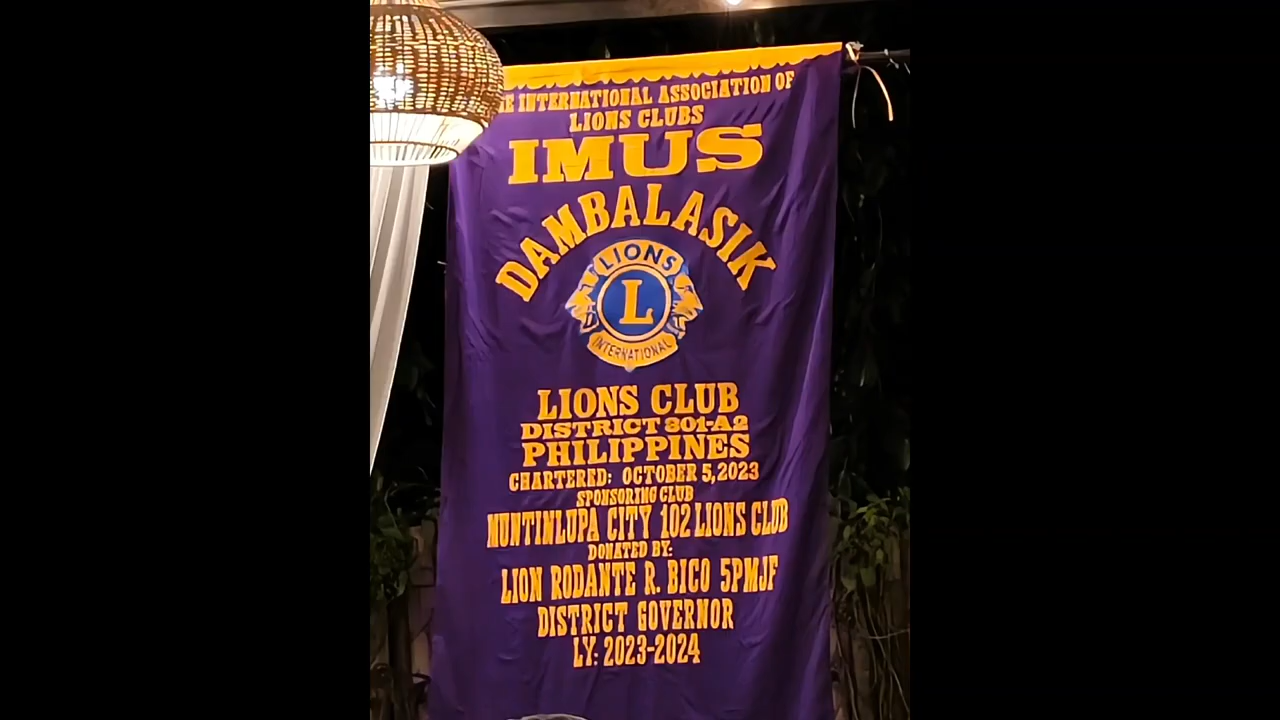 INTERNATIONAL ASSOCIATION OF
LIONS CLUBS
IMUS
DAMBALASIK
LIONS
L
INTERNATIONAL
LIONS CLUB
DISTRICT 301-A2
PHILIPPINES
CHARTERED: OCTOBER 5, 2023
SPONSORING CLUB
MUNTINLUPA CITY 102 LIONS CLUB
DONATED BY:
LION RODANTE R. BICO 5PMJF
DISTRICT GOVERNOR
LY: 2023-2024